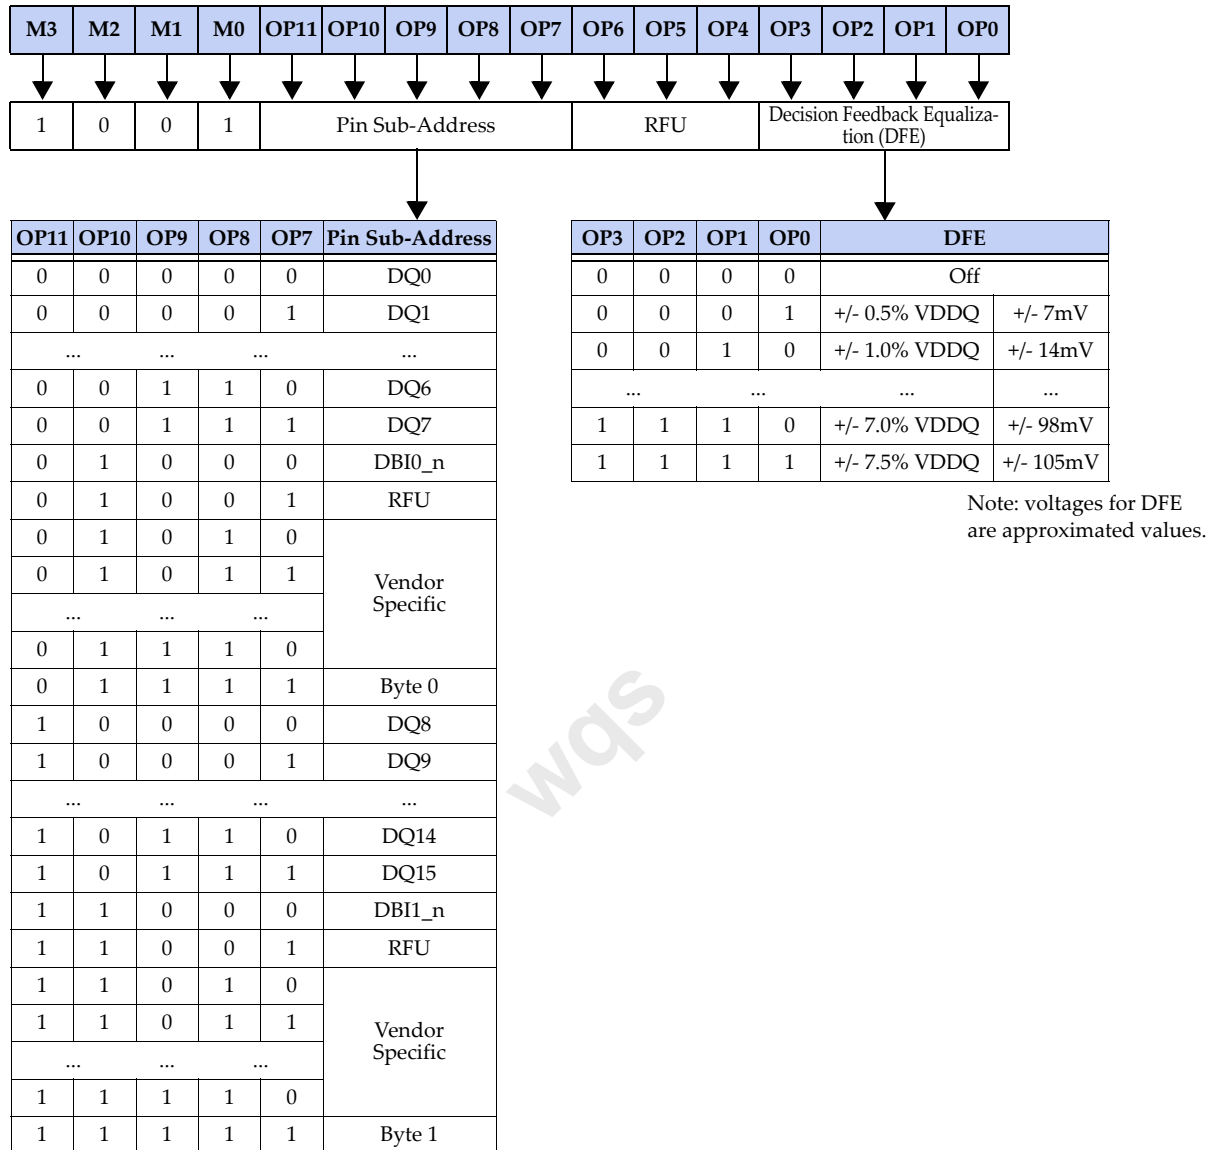 M3 M2 M1 M0 OP11 OP10 OP9 OP8 OP7 OP6 OP5 OP4 OP3 OP2 OP1 OP0
1 0 0 1 Pin Sub-Address RFU Decision Feedback Equaliza-
tion (DFE)
OP11 OP10 OP9 OP8 OP7 Pin Sub-Address
0 0 0 0 0 DQ0
0 0 0 0 1 DQ1
... ... ... ...
0 0 1 1 0 DQ6
0 0 1 1 1 DQ7
0 1 0 0 0 DBI0_n
0 1 0 0 1 RFU
0 1 0 1 0
0 1 0 1 1
Vendor
Specific
... ... ...
0 1 1 1 0
0 1 1 1 1 Byte 0
1 0 0 0 0 DQ8
1 0 0 0 1 DQ9
... ... ... ...
1 0 1 1 0 DQ14
1 0 1 1 1 DQ15
1 1 0 0 0 DBI1_n
1 1 0 0 1 RFU
1 1 0 1 0
1 1 0 1 1
Vendor
Specific
... ... ...
1 1 1 1 0
1 1 1 1 1 Byte 1
OP3 OP2 OP1 OP0 DFE
0 0 0 0 Off
0 0 0 1 +/- 0.5% VDDQ +/- 7mV
0 0 1 0 +/- 1.0% VDDQ +/- 14mV
... ... ... ...
1 1 1 0 +/- 7.0% VDDQ +/- 98mV
1 1 1 1 +/- 7.5% VDDQ +/- 105mV
Note: voltages for DFE
are approximated values.
wqs